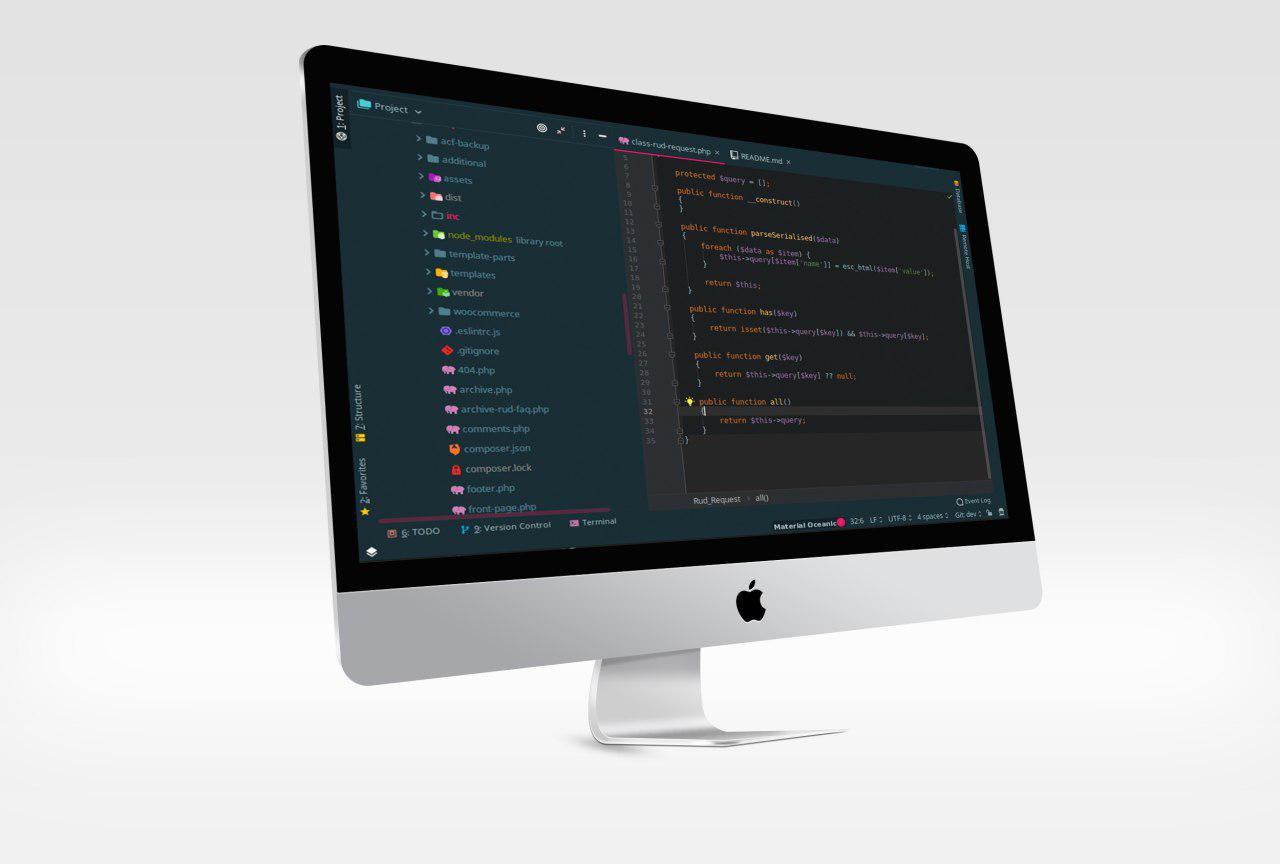 1: Project
Project
acf-backup
additional
assets
dist
inc
node_modules library root
template-parts
templates
vendor
woocommerce
.eslintrc.js
.gitignore
404.php
archive.php
archive-rud-faq.php
comments.php
composer.json
composer.lock
footer.php
front-page.php
Z: Structure
2: Favorites
class-rud-request.php ×
README.md ×
5
6
7 protected $query = [];
8
9 public function __construct()
10 {
11 }
12
13 public function parseSerialised($data)
14 {
15 foreach ($data as $item) {
16 $this->query[$item['name']] = esc_html($item['value']);
17 }
18
19 return $this;
20 }
21
22 public function has($key)
23 {
24 return isset($this->query[$key]) && $this->query[$key];
25 }
26
27 public function get($key)
28 {
29 return $this->query[$key] ?? null;
30 }
31 public function all()
32 {
33 return $this->query;
34 }
35 }
Database
Remote Host
Rud_Request › all()
6: TODO
9: Version Control
Terminal
Event Log
Material Oceanic
32:6 LF UTF-8 4 spaces Git: dev